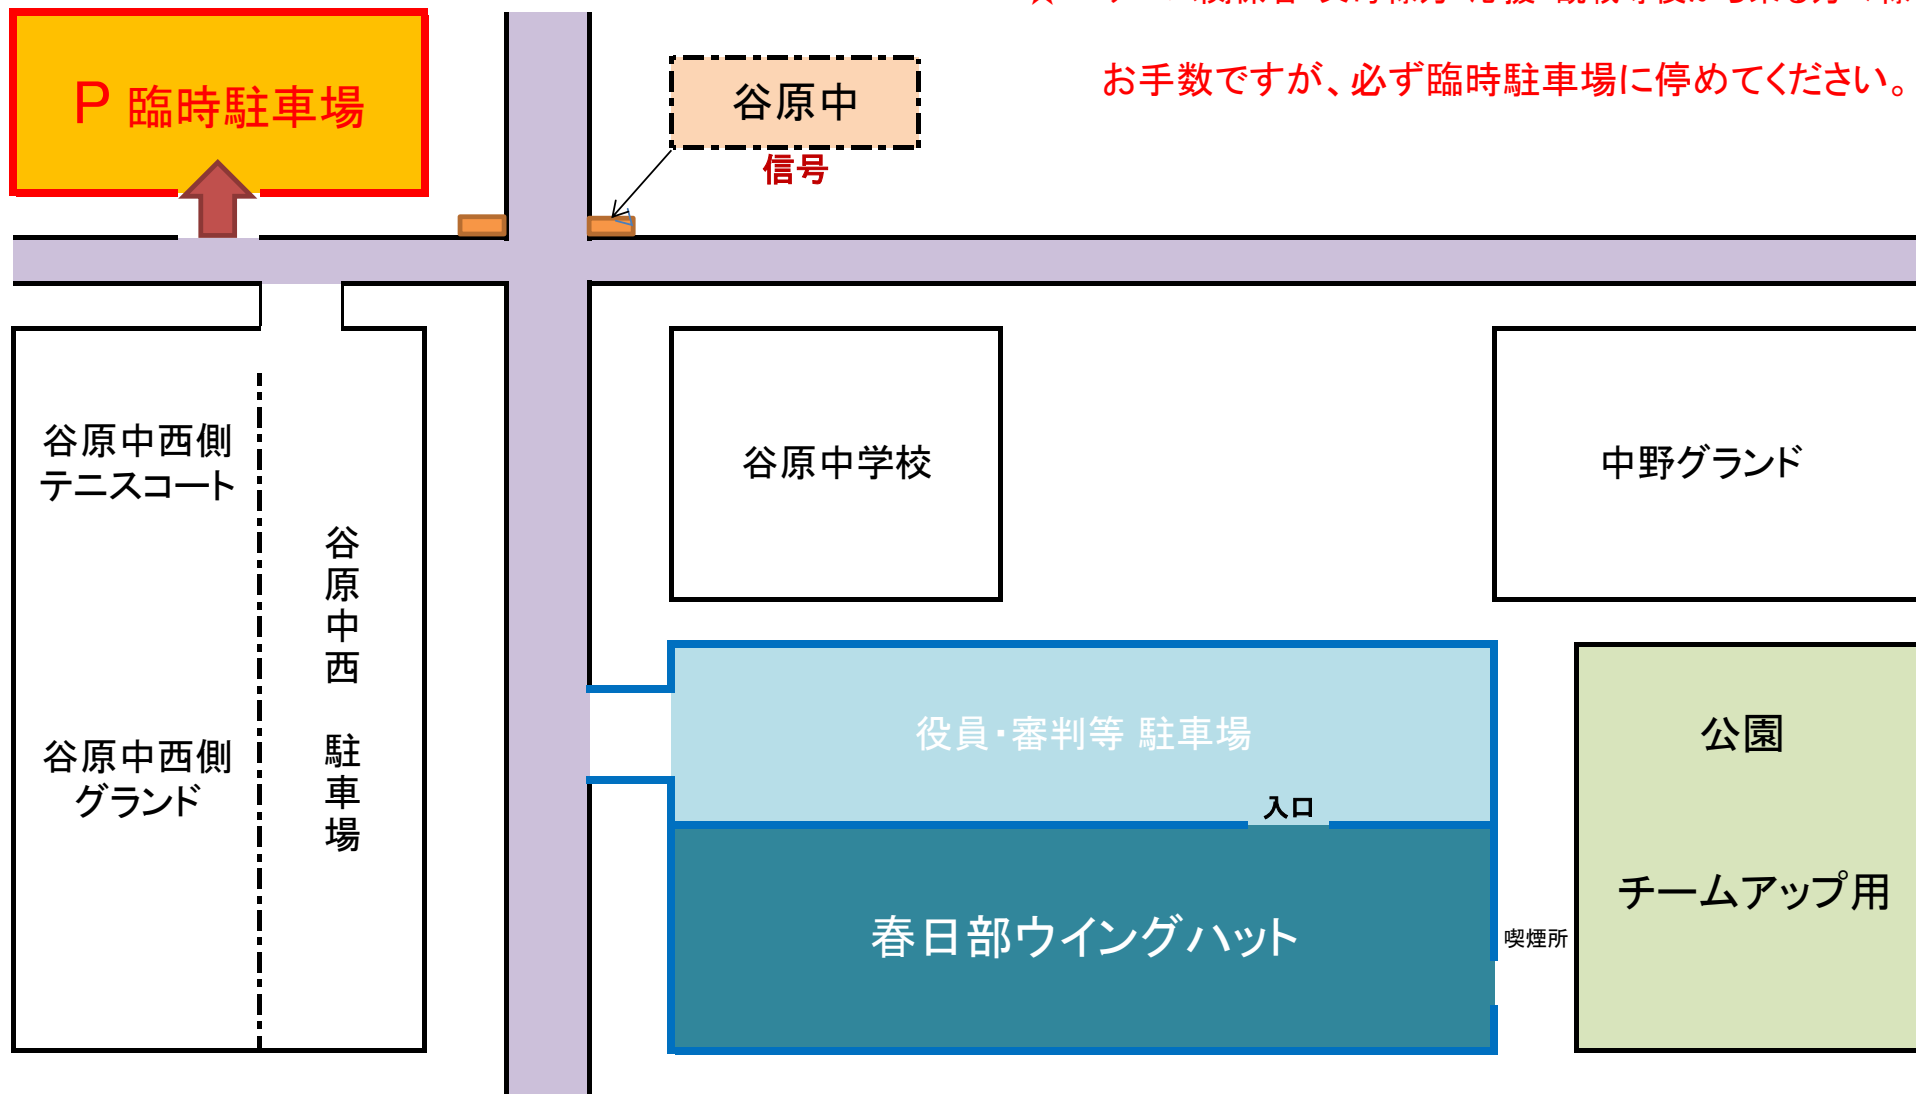 お手数ですが、必ず臨時駐車場に停めてください。
P 臨時駐車場
谷原中
信号
谷原中西側
テニスコート
谷原中学校
中野グランド
谷原中西 駐車場
谷原中西側
グランド
役員・審判等 駐車場
入口
公園
チームアップ用
春日部ウイングハット
喫煙所